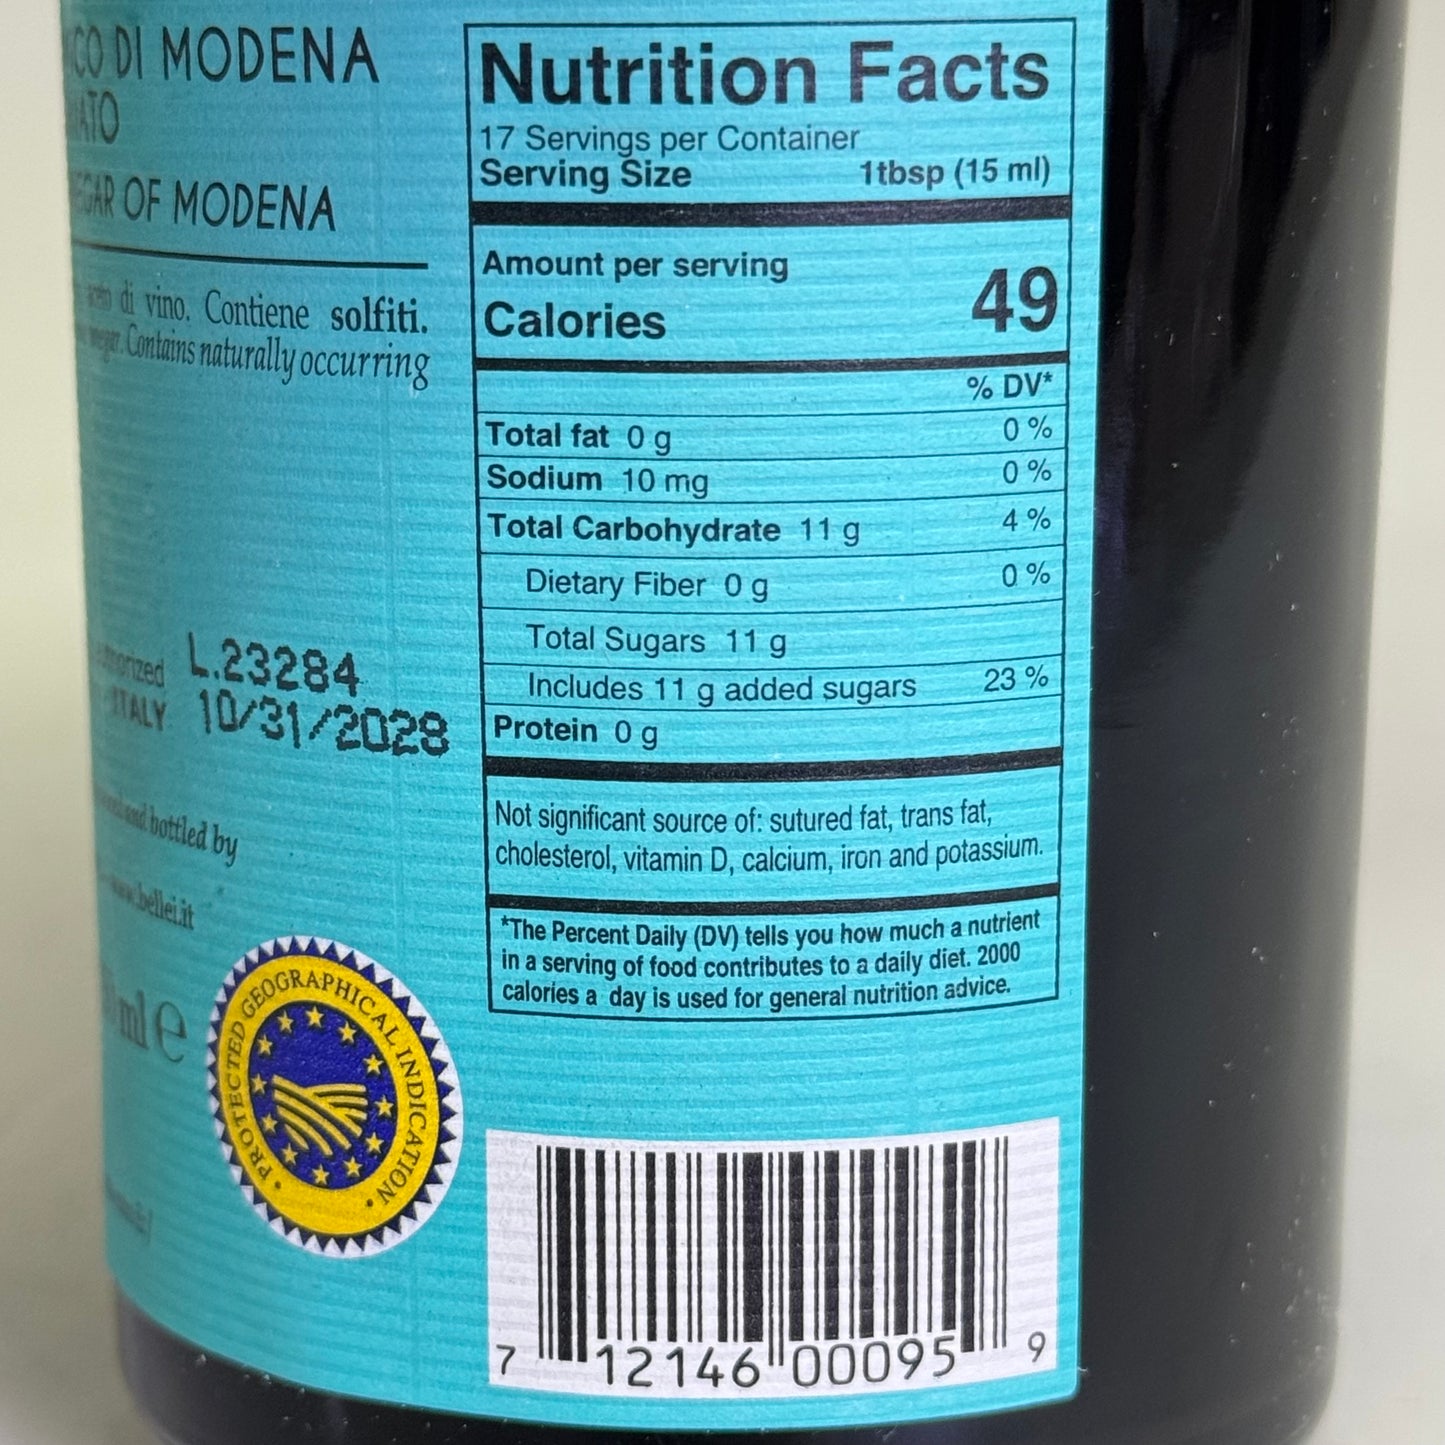 CO DI MODENA
ATO
EGAR OF MODENA
di vino. Contiene solfiti.
Contains naturally occurring
L.23284
ITALY 10/31/2028
and bottled by
www.bellei.it
ml e
PROTECTED GEOGRAPHICAL INDICATION
Nutrition Facts
17 Servings per Container
Serving Size 1tbsp (15 ml)
Amount per serving
Calories 49
% DV*
Total fat 0 g 0 %
Sodium 10 mg 0 %
Total Carbohydrate 11 g 4 %
Dietary Fiber 0 g 0 %
Total Sugars 11 g
Includes 11 g added sugars 23 %
Protein 0 g
Not significant source of: sutured fat, trans fat,
cholesterol, vitamin D, calcium, iron and potassium.
*The Percent Daily (DV) tells you how much a nutrient
in a serving of food contributes to a daily diet. 2000
calories a day is used for general nutrition advice.
7 12146 00095 9